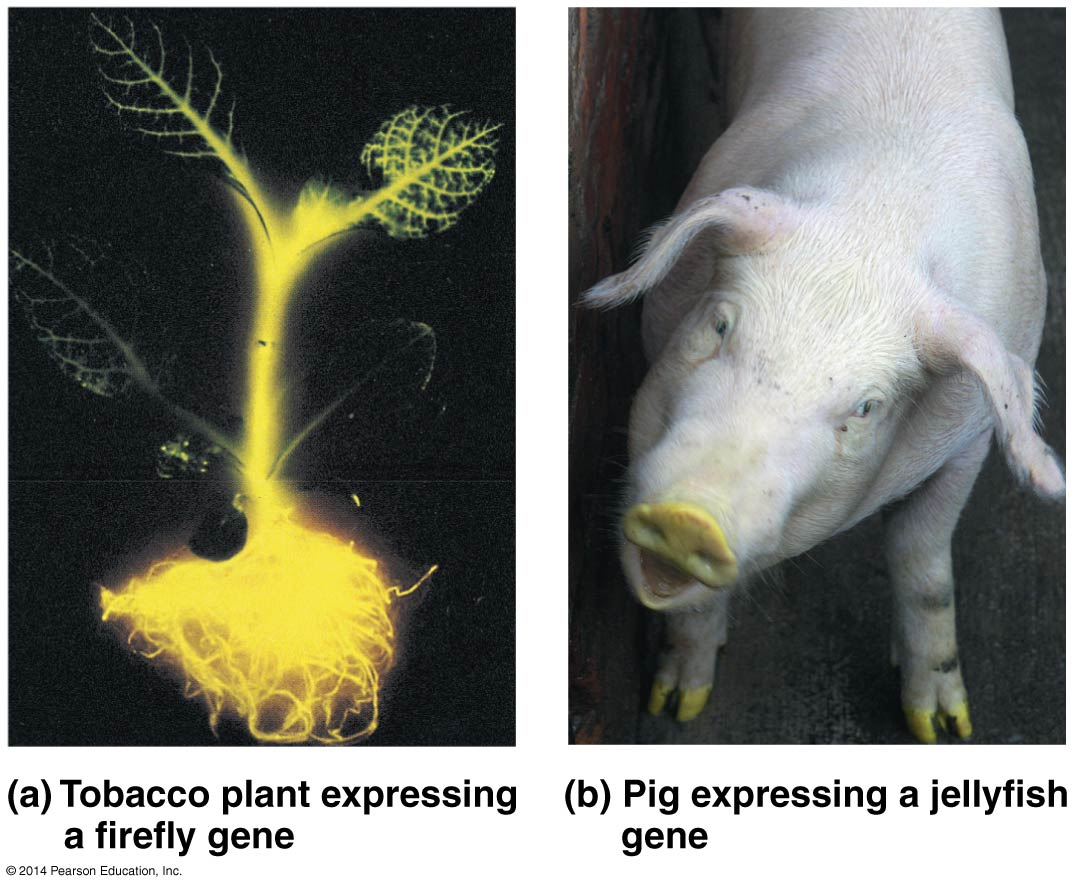 (a) Tobacco plant expressing
a firefly gene
(b) Pig expressing a jellyfish
gene
© 2014 Pearson Education, Inc.